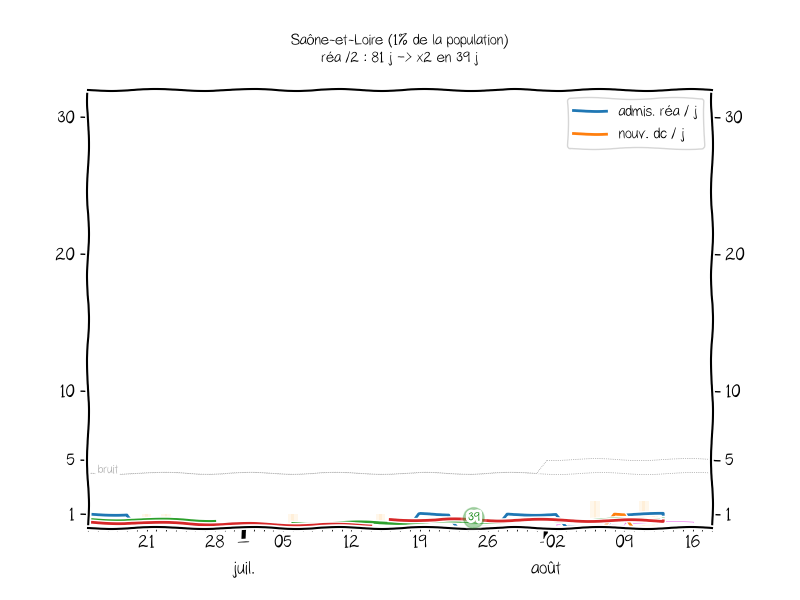 Saône-et-Loire (1% de la population)
réa /2 : 81 j -> x2 en 39 j
admis. réa / j
nouv. dc / j
30
30
20
20
10
10
5
5
bruit
1
1
39
21
28
05
12
19
26
02
09
16
juil.
août